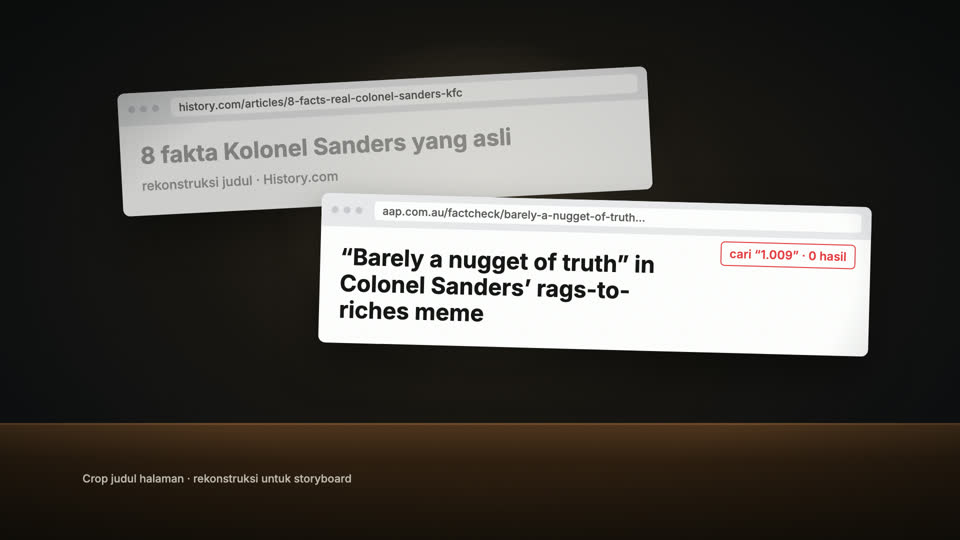 history.com/articles/8-facts-real-colonel-sanders-kfc
8 fakta Kolonel Sanders yang asli
rekonstruksi judul · History.com
aap.com.au/factcheck/barely-a-nugget-of-truth...
“Barely a nugget of truth” in
Colonel Sanders’ rags-to-
riches meme
cari “1.009” · 0 hasil
Crop judul halaman · rekonstruksi untuk storyboard